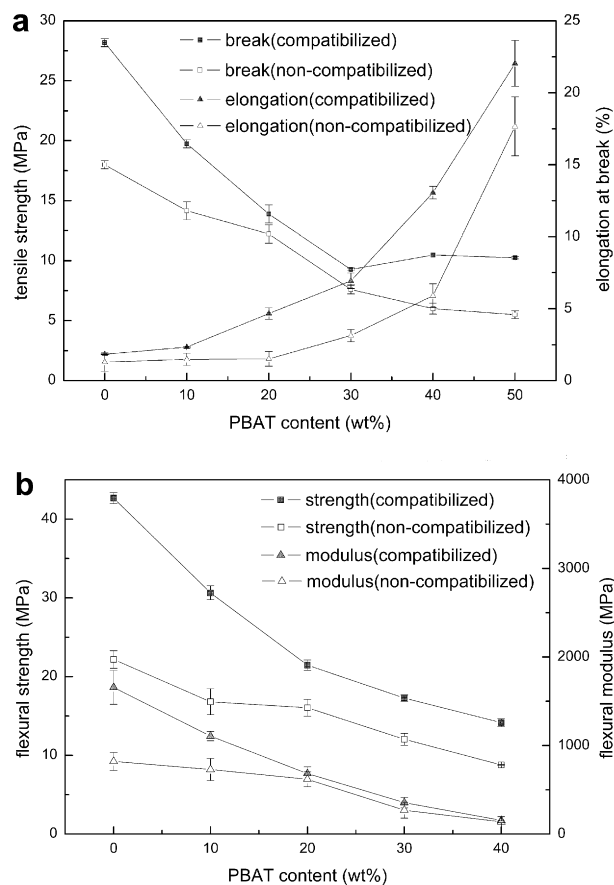 a
30
25
20
15
10
5
0
tensile strength (MPa)
break(compatibilized)
break(non-compatibilized)
elongation(compatibilized)
elongation(non-compatibilized)
25
20
15
10
5
0
elongation at break (%)
0 10 20 30 40 50
PBAT content (wt%)
b
40
30
20
10
0
flexural strength (MPa)
strength(compatibilized)
strength(non-compatibilized)
modulus(compatibilized)
modulus(non-compatibilized)
4000
3000
2000
1000
0
flexural modulus (MPa)
0 10 20 30 40
PBAT content (wt%)